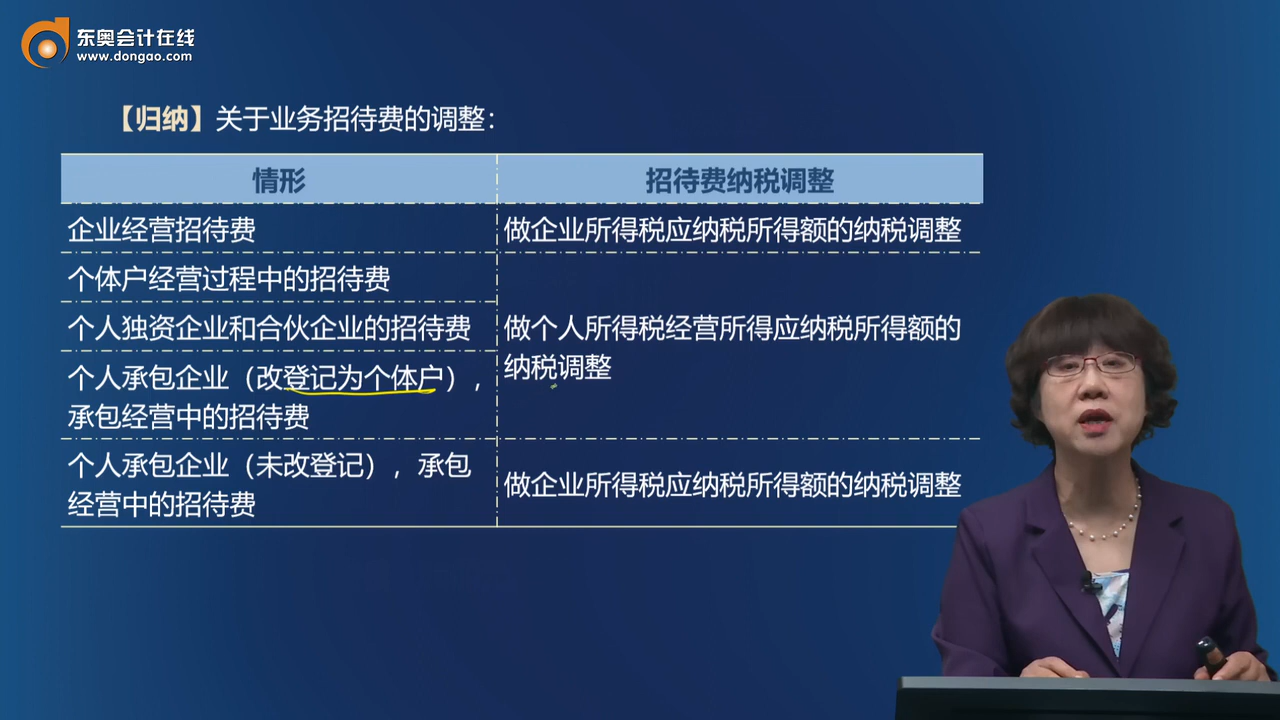 东奥会计在线
www.dongao.com
【归纳】关于业务招待费的调整：
情形
招待费纳税调整
企业经营招待费
做企业所得税应纳税所得额的纳税调整
个体户经营过程中的招待费
个人独资企业和合伙企业的招待费
做个人所得税经营所得应纳税所得额的
纳税调整
个人承包企业（改登记为个体户），
承包经营中的招待费
个人承包企业（未改登记），承包
经营中的招待费
做企业所得税应纳税所得额的纳税调整